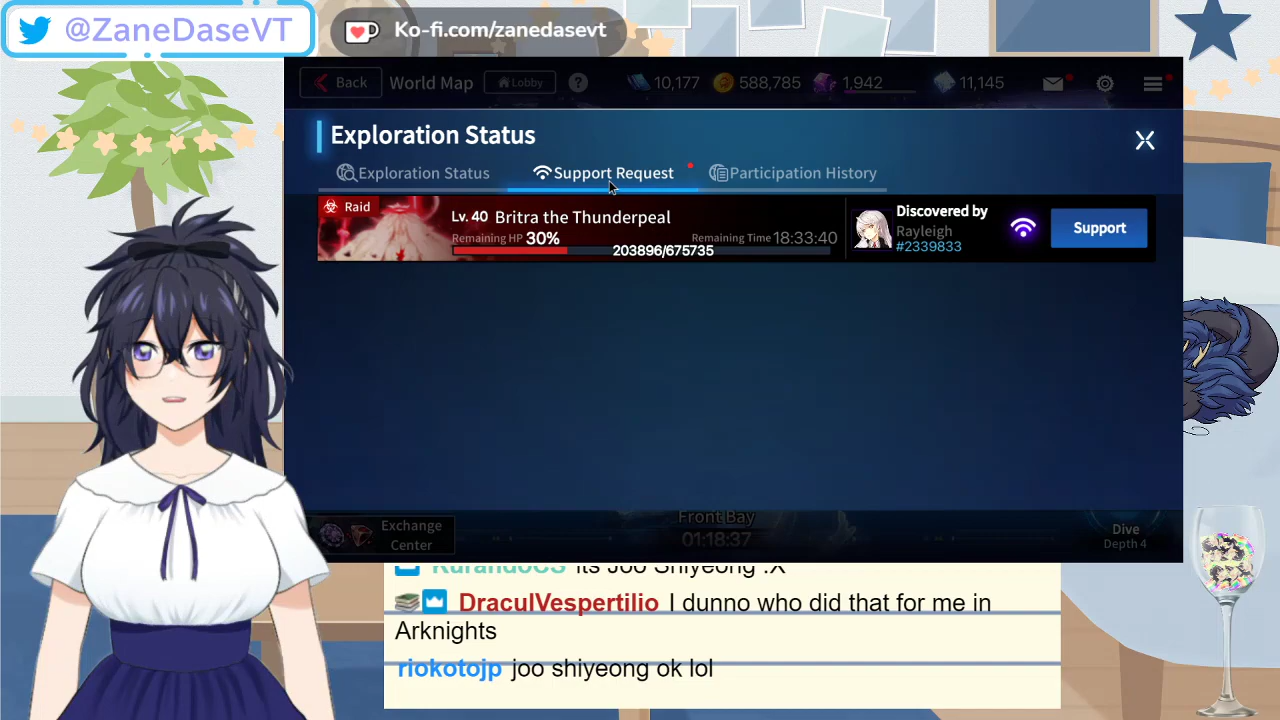 @ZaneDaseVT
Ko-fi.com/zanedasevt
Back World Map Lobby ? 10,177 588,785 1,942 11,145
Exploration Status
Exploration Status Support Request Participation History
Raid Lv. 40 Britra the Thunderpeal
Remaining HP 30% Remaining Time 18:33:40
203896/675735
Discovered by
Rayleigh
#2339833
Support
Exchange
Center
Front Bay
01:18:37
Dive
Depth 4
KurandoCS its Joo Shiyeong :X
DraculVespertilio I dunno who did that for me in
Arknights
riokotojp joo shiyeong ok lol